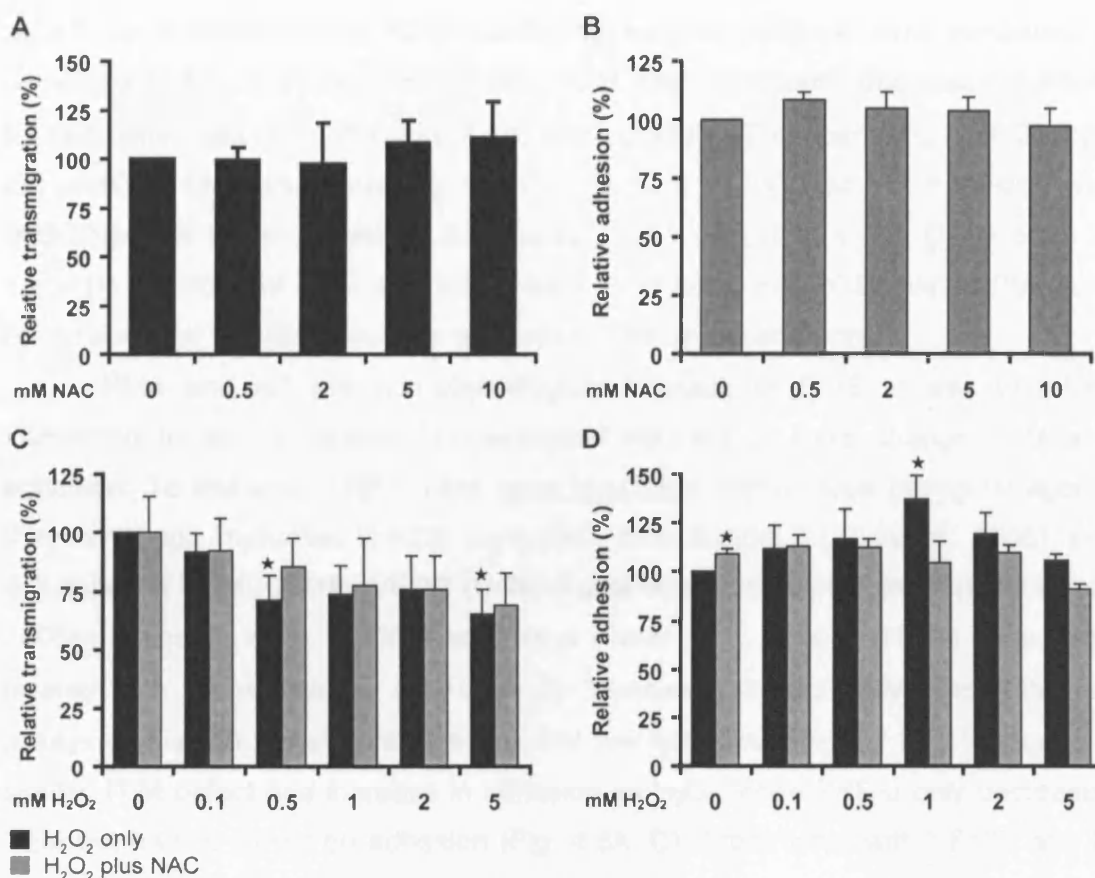 A
Relative transmigration (%)
150
125
100
75
50
25
0
mM NAC 0 0.5 2 5 10
B
Relative adhesion (%)
125
100
75
50
25
0
mM NAC 0 0.5 2 5 10
C
Relative transmigration (%)
125
100
75
50
25
0
mM H₂O₂ 0 0.1 0.5 1 2 5
D
Relative adhesion (%)
150
125
100
75
50
25
0
mM H₂O₂ 0 0.1 0.5 1 2 5
H₂O₂ only
H₂O₂ plus NAC